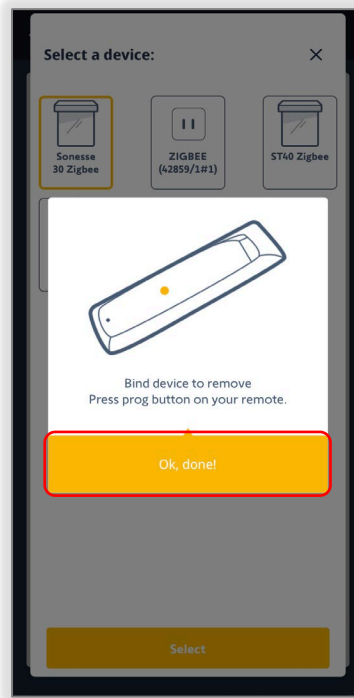 Select a device:
Sonesse
30 Zigbee
ZIGBEE
(42859/1#1)
ST40 Zigbee
Bind device to remove
Press prog button on your remote.
Ok, done!
Select